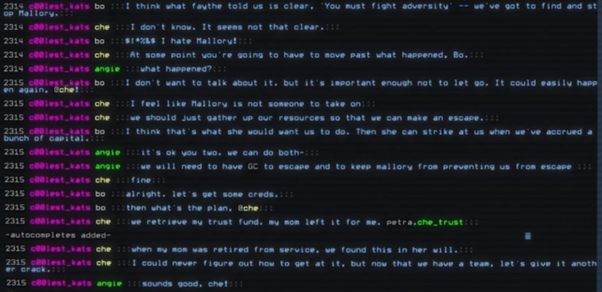 2314 c00lest_kats bo :::I think what faythe told us is clear, 'You must fight adversity' -- we've got to find and st
op Mallory.:::
2314 c00lest_kats che :::I don't know. It seems not that clear.:::
2314 c00lest_kats bo :::$!*%&$ I hate Mallory!:::
2314 c00lest_kats che :::At some point you're going to have to move past what happened, Bo.:::
2314 c00lest_kats angie :::what happened?:::
2315 c00lest_kats bo :::I don't want to talk about it. but it's important enough not to let go. It could easily happ
en again, @che!:::
2315 c00lest_kats che :::I feel like Mallory is not someone to take on:::
2315 c00lest_kats che :::we should just gather up our resources so that we can make an escape.:::
2315 c00lest_kats bo :::I think that's what she would want us to do. Then she can strike at us when we've accrued a
bunch of capital.:::
2315 c00lest_kats angie :::it's ok you two. we can do both-:::
2315 c00lest_kats angie :::we will need to have GC to escape and to keep mallory from preventing us from escape :::
2315 c00lest_kats che :::fine:::
2315 c00lest_kats bo :::alright. let's get some creds.:::
2315 c00lest_kats bo :::then what's the plan, @che:::
2315 c00lest_kats che :::we retrieve my trust fund. my mom left it for me. petra.che_trust:::
-autocompletes added-
2315 c00lest_kats che :::when my mom was retired from service, we found this in her will.:::
2315 c00lest_kats che :::I could never figure out how to get at it, but now that we have a team, let's give it anoth
er crack.:::
2315 c00lest_kats angie :::sounds good, che!:::